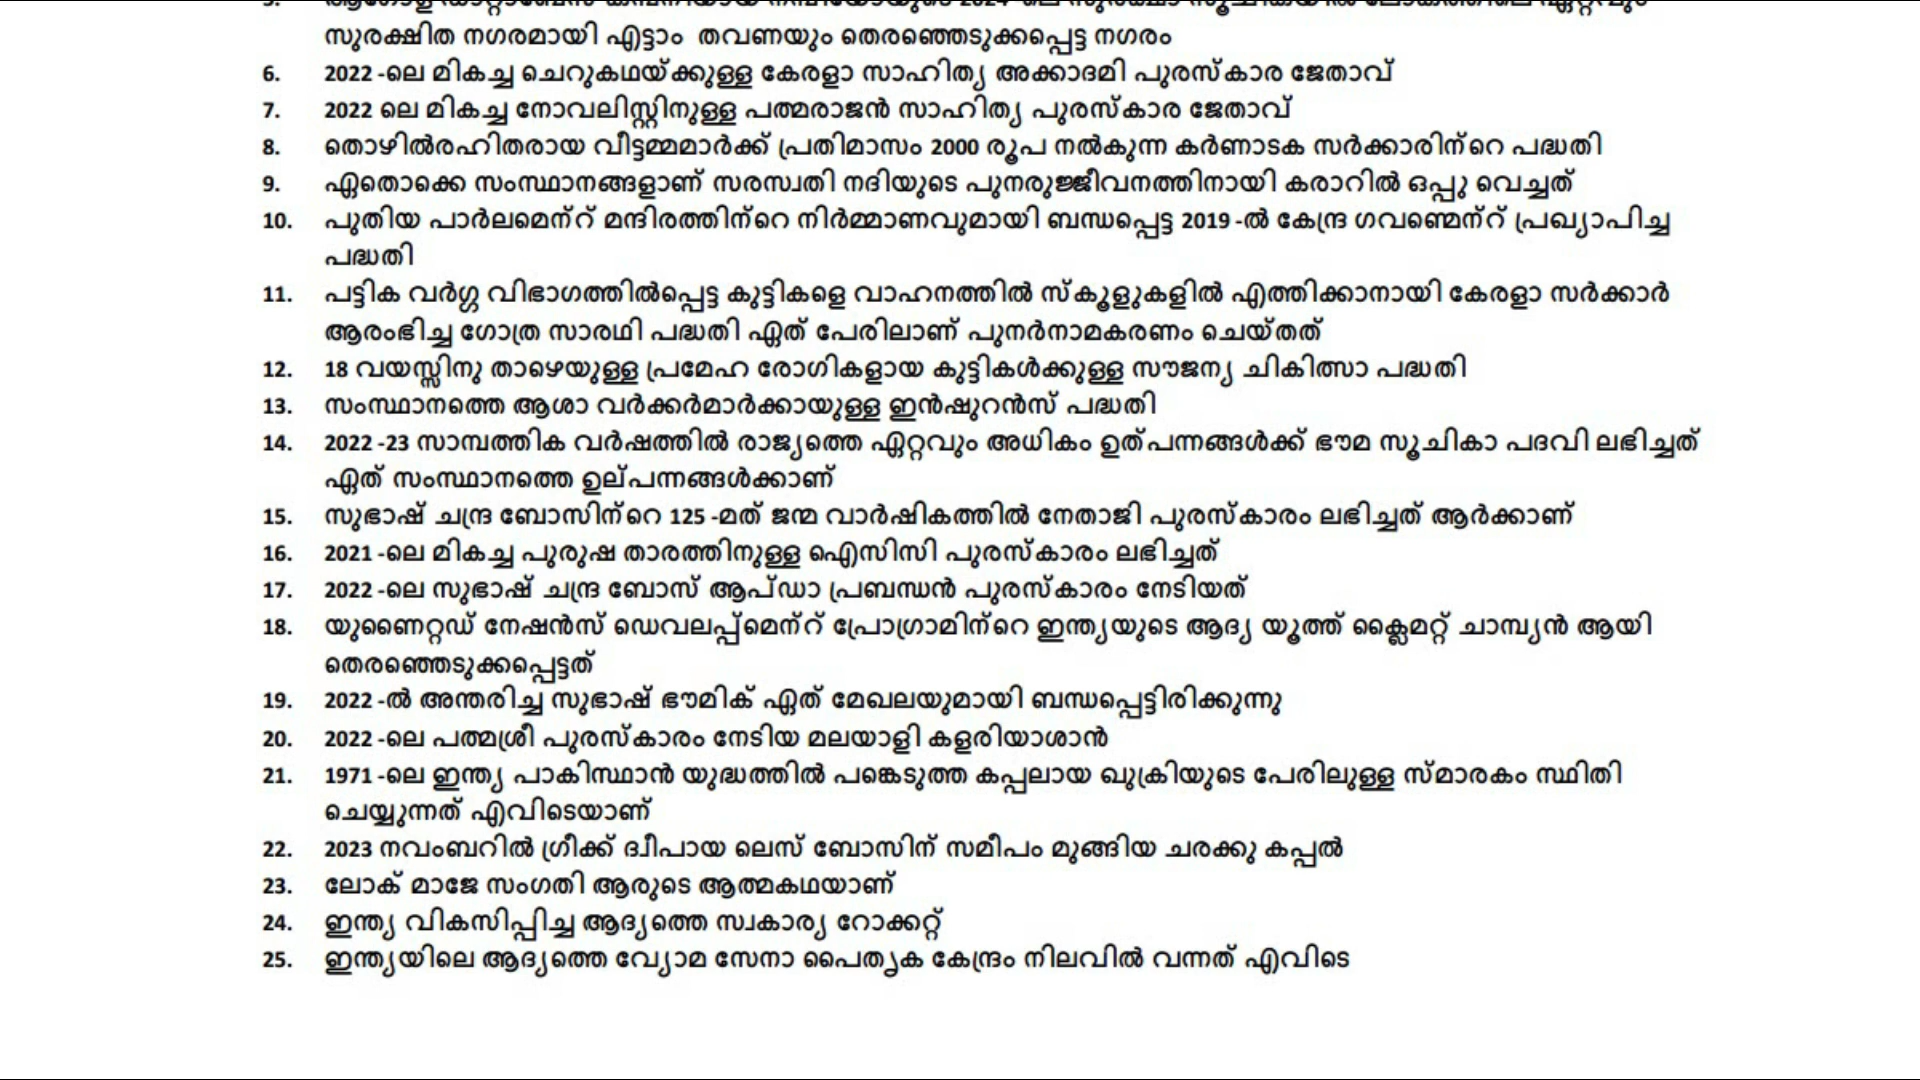 5. ആഗോള ഡാറ്റാബേസ് കമ്പനിയായ നമ്പിയോയുടെ 2024 -ലെ സുരക്ഷാ സൂചികയിൽ ലോകത്തിലെ ഏറ്റവും
സുരക്ഷിത നഗരമായി എട്ടാം തവണയും തെരഞ്ഞെടുക്കപ്പെട്ട നഗരം
6. 2022 -ലെ മികച്ച ചെറുകഥയ്ക്കുള്ള കേരളാ സാഹിത്യ അക്കാദമി പുരസ്കാര ജേതാവ്
7. 2022 ലെ മികച്ച നോവലിസ്റ്റിനുള്ള പത്മരാജൻ സാഹിത്യ പുരസ്കാര ജേതാവ്
8. തൊഴിൽരഹിതരായ വീട്ടമ്മമാർക്ക് പ്രതിമാസം 2000 രൂപ നൽകുന്ന കർണാടക സർക്കാരിന്റെ പദ്ധതി
9. ഏതൊക്കെ സംസ്ഥാനങ്ങളാണ് സരസ്വതി നദിയുടെ പുനരുജ്ജീവനത്തിനായി കരാറിൽ ഒപ്പു വെച്ചത്
10. പുതിയ പാർലമെന്റ് മന്ദിരത്തിന്റെ നിർമ്മാണവുമായി ബന്ധപ്പെട്ട 2019 -ൽ കേന്ദ്ര ഗവണ്മെന്റ് പ്രഖ്യാപിച്ച
പദ്ധതി
11. പട്ടിക വർഗ്ഗ വിഭാഗത്തിൽപ്പെട്ട കുട്ടികളെ വാഹനത്തിൽ സ്കൂളുകളിൽ എത്തിക്കാനായി കേരളാ സർക്കാർ
ആരംഭിച്ച ഗോത്ര സാരഥി പദ്ധതി ഏത് പേരിലാണ് പുനർനാമകരണം ചെയ്തത്
12. 18 വയസ്സിനു താഴെയുള്ള പ്രമേഹ രോഗികളായ കുട്ടികൾക്കുള്ള സൗജന്യ ചികിത്സാ പദ്ധതി
13. സംസ്ഥാനത്തെ ആശാ വർക്കർമാർക്കായുള്ള ഇൻഷുറൻസ് പദ്ധതി
14. 2022 -23 സാമ്പത്തിക വർഷത്തിൽ രാജ്യത്തെ ഏറ്റവും അധികം ഉത്പന്നങ്ങൾക്ക് ഭൗമ സൂചികാ പദവി ലഭിച്ചത്
ഏത് സംസ്ഥാനത്തെ ഉല്പന്നങ്ങൾക്കാണ്
15. സുഭാഷ് ചന്ദ്ര ബോസിന്റെ 125 -മത് ജന്മ വാർഷികത്തിൽ നേതാജി പുരസ്കാരം ലഭിച്ചത് ആർക്കാണ്
16. 2021 -ലെ മികച്ച പുരുഷ താരത്തിനുള്ള ഐസിസി പുരസ്കാരം ലഭിച്ചത്
17. 2022 -ലെ സുഭാഷ് ചന്ദ്ര ബോസ് ആപ്ഡാ പ്രബന്ധൻ പുരസ്കാരം നേടിയത്
18. യുണൈറ്റഡ് നേഷൻസ് ഡെവലപ്പ്മെന്റ് പ്രോഗ്രാമിന്റെ ഇന്ത്യയുടെ ആദ്യ യൂത്ത് ക്ലൈമറ്റ് ചാമ്പ്യൻ ആയി
തെരഞ്ഞെടുക്കപ്പെട്ടത്
19. 2022 -ൽ അന്തരിച്ച സുഭാഷ് ഭൗമിക് ഏത് മേഖലയുമായി ബന്ധപ്പെട്ടിരിക്കുന്നു
20. 2022 -ലെ പത്മശ്രീ പുരസ്കാരം നേടിയ മലയാളി കളരിയാശാൻ
21. 1971 -ലെ ഇന്ത്യ പാകിസ്ഥാൻ യുദ്ധത്തിൽ പങ്കെടുത്ത കപ്പലായ ഖുക്രിയുടെ പേരിലുള്ള സ്മാരകം സ്ഥിതി
ചെയ്യുന്നത് എവിടെയാണ്
22. 2023 നവംബറിൽ ഗ്രീക്ക് ദ്വീപായ ലെസ് ബോസിന് സമീപം മുങ്ങിയ ചരക്കു കപ്പൽ
23. ലോക് മാജേ സംഗതി ആരുടെ ആത്മകഥയാണ്
24. ഇന്ത്യ വികസിപ്പിച്ച ആദ്യത്തെ സ്വകാര്യ റോക്കറ്റ്
25. ഇന്ത്യയിലെ ആദ്യത്തെ വ്യോമ സേനാ പൈതൃക കേന്ദ്രം നിലവിൽ വന്നത് എവിടെ